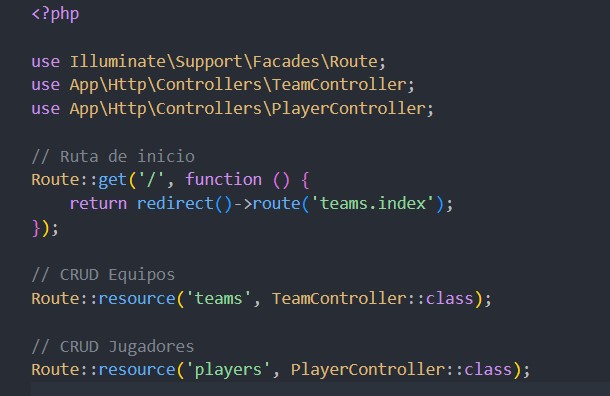 <?php
use Illuminate\Support\Facades\Route;
use App\Http\Controllers\TeamController;
use App\Http\Controllers\PlayerController;
// Ruta de inicio
Route::get('/', function () {
    return redirect()->route('teams.index');
});
// CRUD Equipos
Route::resource('teams', TeamController::class);
// CRUD Jugadores
Route::resource('players', PlayerController::class);